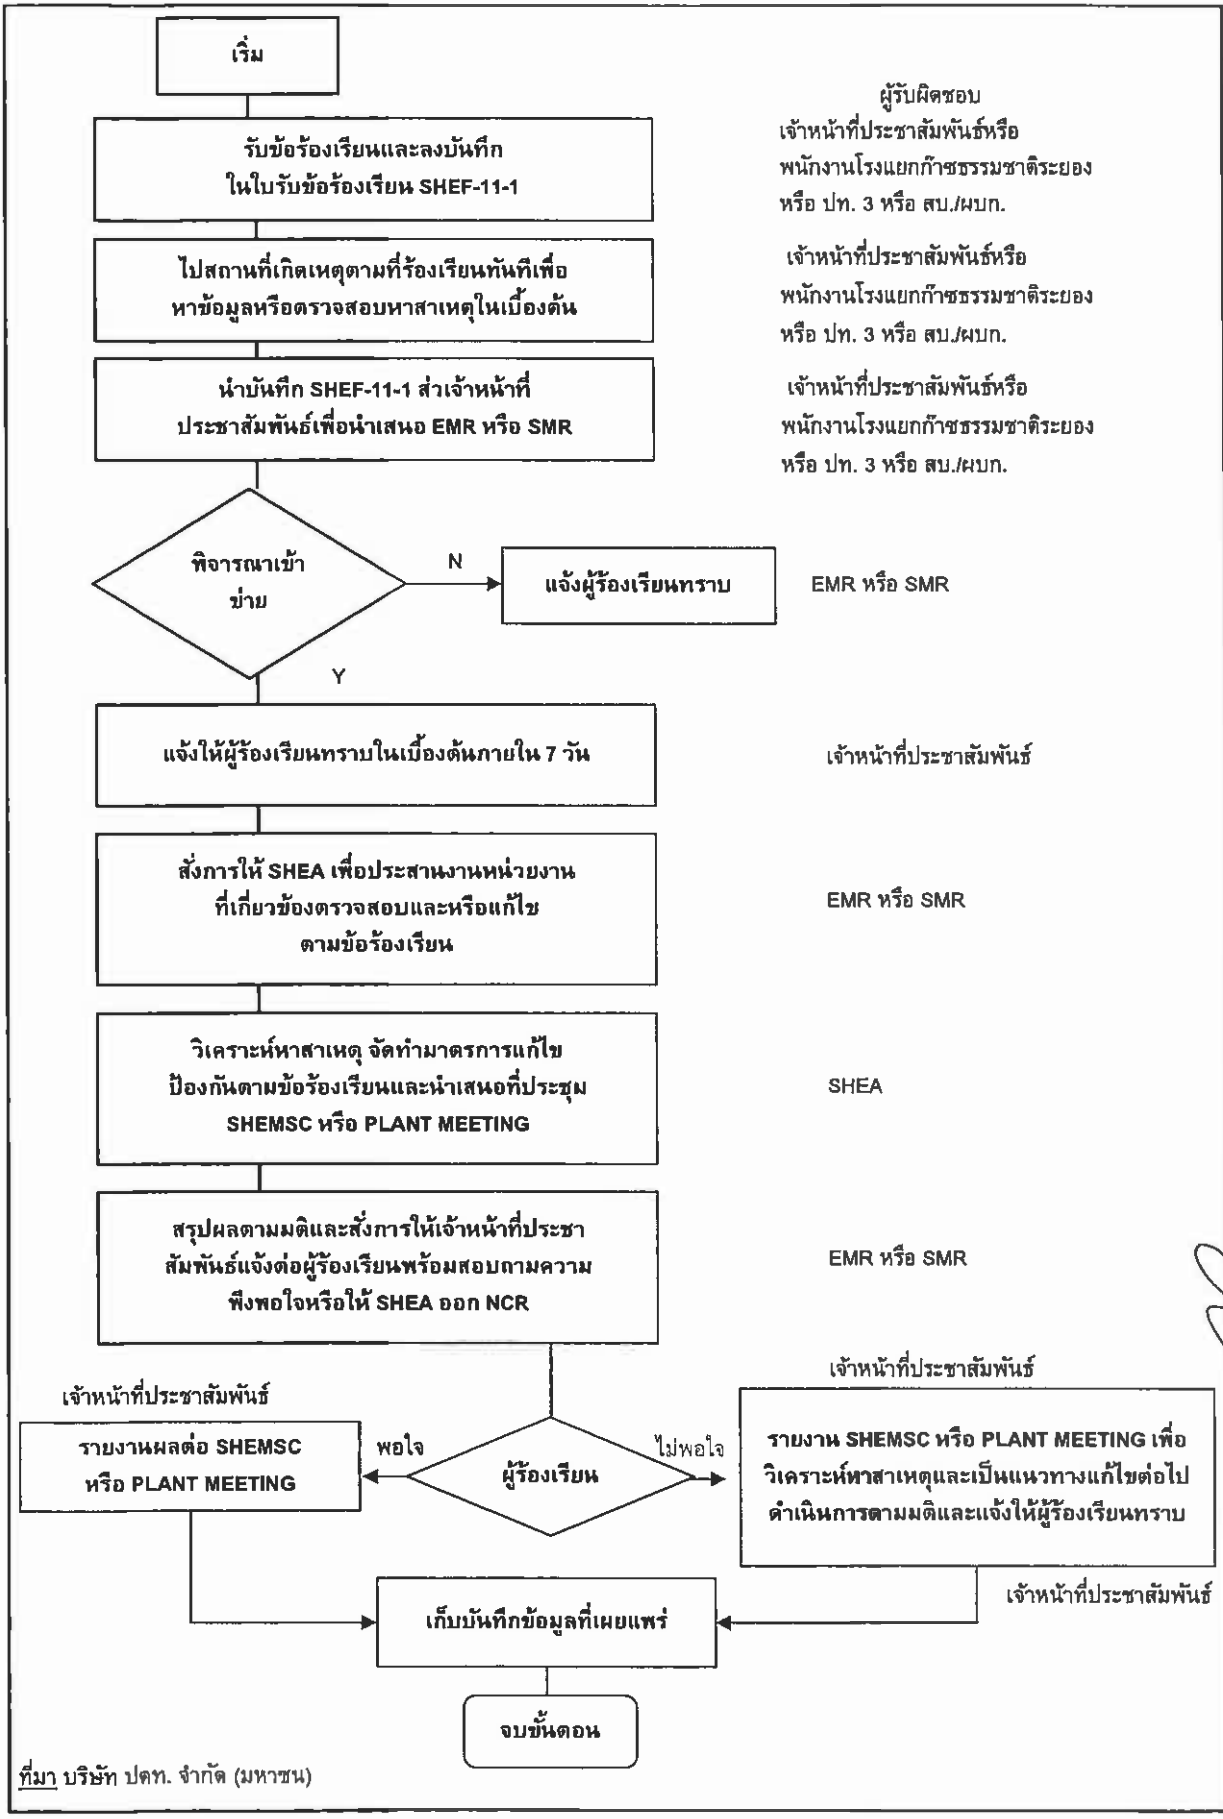 เริ่ม
ผู้รับผิดชอบ
รับข้อร้องเรียนและลงบันทึก
ในใบรับข้อร้องเรียน SHEF-11-1
เจ้าหน้าที่ประชาสัมพันธ์หรือ
พนักงานโรงแยกก๊าซธรรมชาติระยอง
หรือ ปท. 3 หรือ สบ./ผบก.
ไปสถานที่เกิดเหตุตามที่ร้องเรียนทันทีเพื่อ
หาข้อมูลหรือตรวจสอบหาสาเหตุในเบื้องต้น
เจ้าหน้าที่ประชาสัมพันธ์หรือ
พนักงานโรงแยกก๊าซธรรมชาติระยอง
หรือ ปท. 3 หรือ สบ./ผบก.
นำบันทึก SHEF-11-1 ส่วเจ้าหน้าที่
ประชาสัมพันธ์เพื่อนำเสนอ EMR หรือ SMR
เจ้าหน้าที่ประชาสัมพันธ์หรือ
พนักงานโรงแยกก๊าซธรรมชาติระยอง
หรือ ปท. 3 หรือ สบ./ผบก.
พิจารณาเข้า
ข่าย
N
แจ้งผู้ร้องเรียนทราบ
EMR หรือ SMR
Y
แจ้งให้ผู้ร้องเรียนทราบในเบื้องต้นภายใน 7 วัน
เจ้าหน้าที่ประชาสัมพันธ์
สั่งการให้ SHEA เพื่อประสานงานหน่วยงาน
ที่เกี่ยวข้องตรวจสอบและหรือแก้ไข
ตามข้อร้องเรียน
EMR หรือ SMR
วิเคราะห์หาสาเหตุ จัดทำมาตรการแก้ไข
ป้องกันตามข้อร้องเรียนและนำเสนอที่ประชุม
SHEMSC หรือ PLANT MEETING
SHEA
สรุปผลตามมติและสั่งการให้เจ้าหน้าที่ประชา
สัมพันธ์แจ้งต่อผู้ร้องเรียนพร้อมสอบถามความ
พึงพอใจหรือให้ SHEA ออก NCR
EMR หรือ SMR
เจ้าหน้าที่ประชาสัมพันธ์
เจ้าหน้าที่ประชาสัมพันธ์
รายงานผลต่อ SHEMSC
หรือ PLANT MEETING
พอใจ
ผู้ร้องเรียน
ไม่พอใจ
รายงาน SHEMSC หรือ PLANT MEETING เพื่อ
วิเคราะห์หาสาเหตุและเป็นแนวทางแก้ไขต่อไป
ดำเนินการตามมติและแจ้งให้ผู้ร้องเรียนทราบ
เจ้าหน้าที่ประชาสัมพันธ์
เก็บบันทึกข้อมูลที่เผยแพร่
จบขั้นตอน
ที่มา บริษัท ปตท. จำกัด (มหาชน)